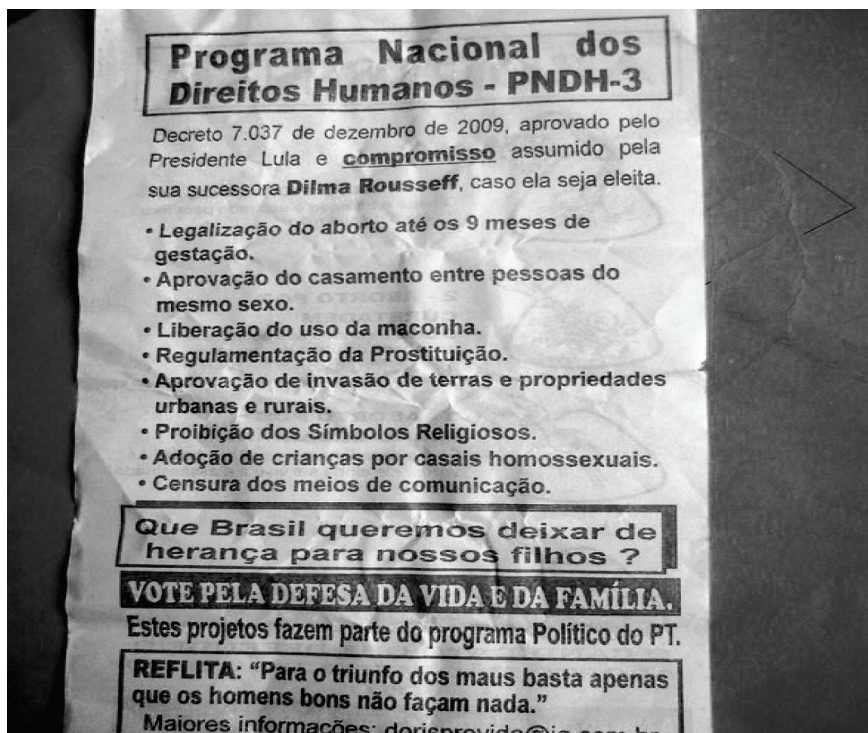 Programa Nacional dos
Direitos Humanos - PNDH-3
Decreto 7.037 de dezembro de 2009, aprovado pelo
Presidente Lula e compromisso assumido pela
sua sucessora Dilma Rousseff, caso ela seja eleita.
• Legalização do aborto até os 9 meses de
gestação.
• Aprovação do casamento entre pessoas do
mesmo sexo.
• Liberação do uso da maconha.
• Regulamentação da Prostituição.
• Aprovação de invasão de terras e propriedades
urbanas e rurais.
• Proibição dos Símbolos Religiosos.
• Adoção de crianças por casais homossexuais.
• Censura dos meios de comunicação.
Que Brasil queremos deixar de
herança para nossos filhos ?
VOTE PELA DEFESA DA VIDA E DA FAMÍLIA.
Estes projetos fazem parte do programa Político do PT.
REFLITA: "Para o triunfo dos maus basta apenas
que os homens bons não façam nada."
Maiores informações: dorisprovida@ig.com.br